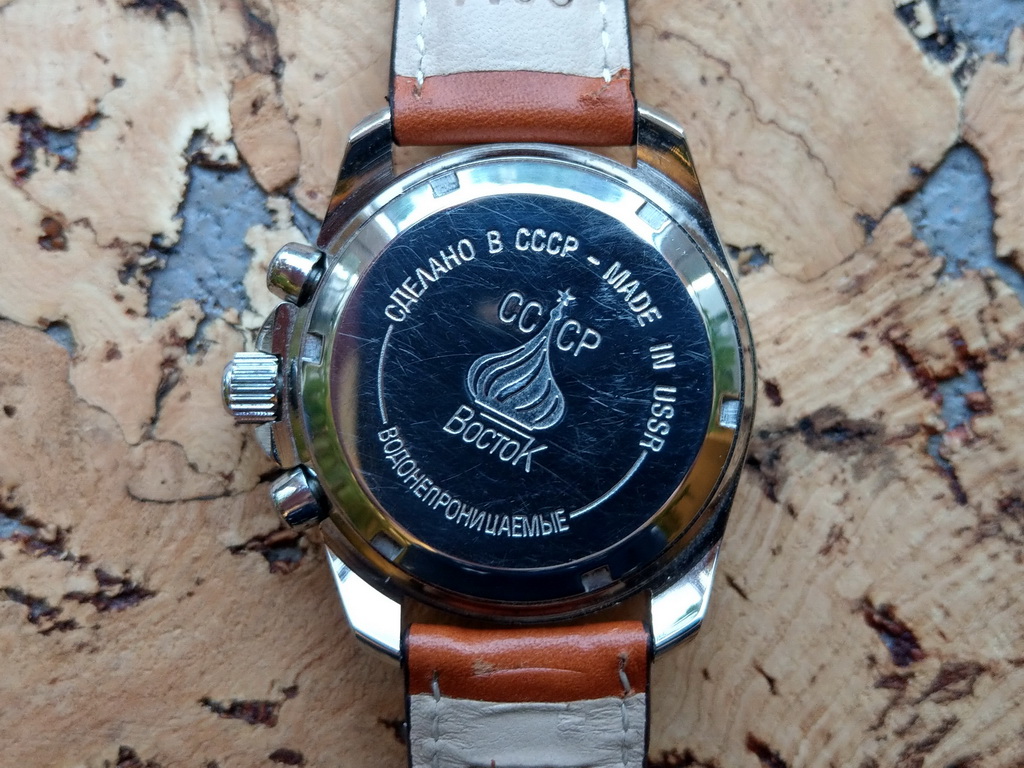 СДЕЛАНО В СССР - MADE IN USSR
СССР
Восток
ВОДОНЕПРОНИЦАЕМЫЕ